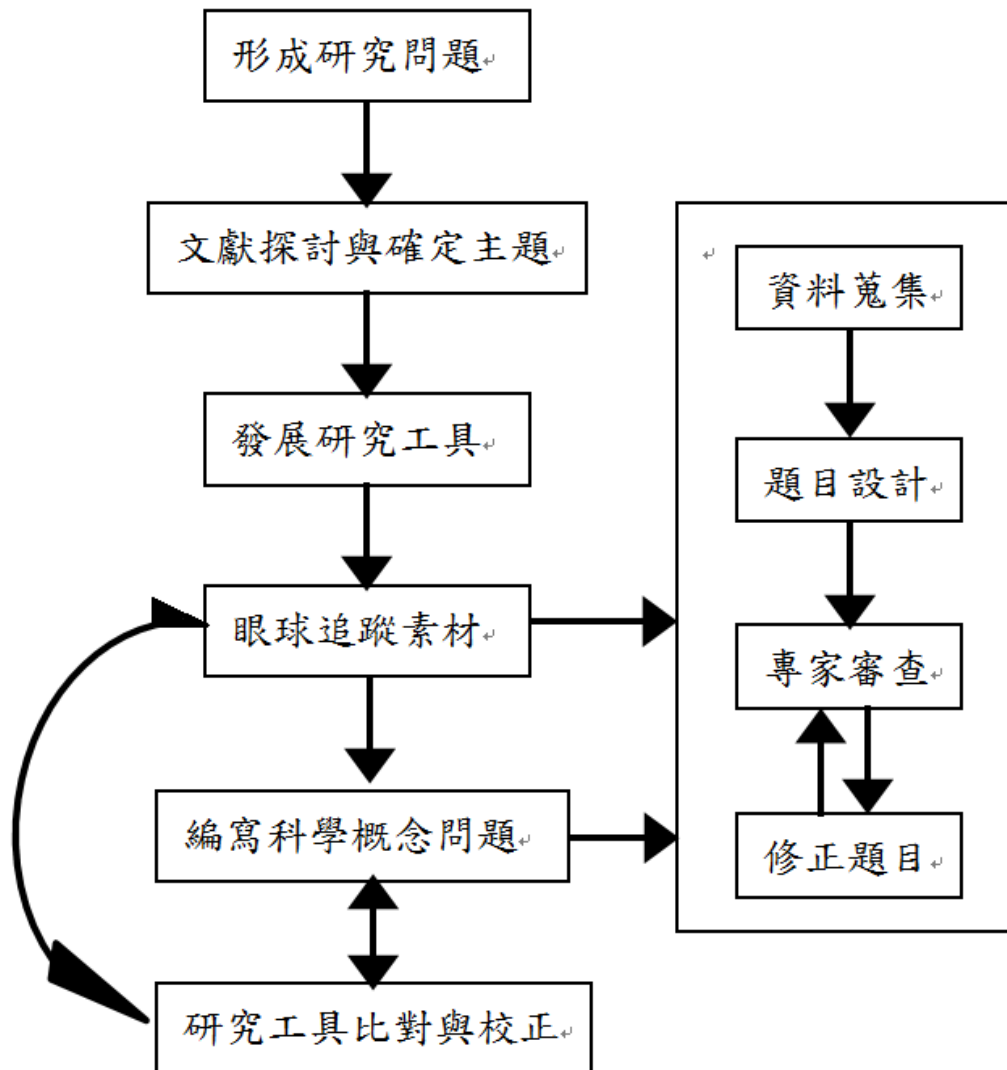 形成研究問題
文獻探討與確定主題
發展研究工具
眼球追蹤素材
編寫科學概念問題
研究工具比對與校正
資料蒐集
題目設計
專家審查
修正題目